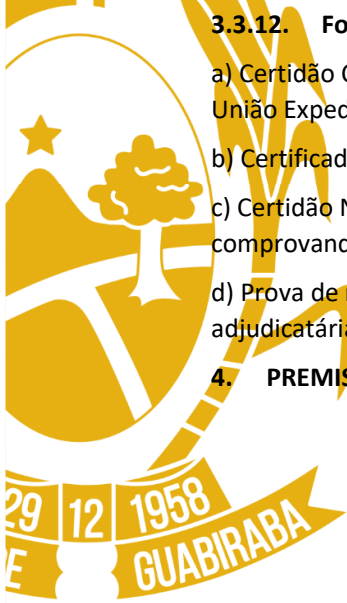 3.3.12. Fo
a) Certidão
União Exped
b) Certificad
c) Certidão N
comprovand
d) Prova de
adjudicatária
4. PREMIS
29 12 1958
E GUABIRABA